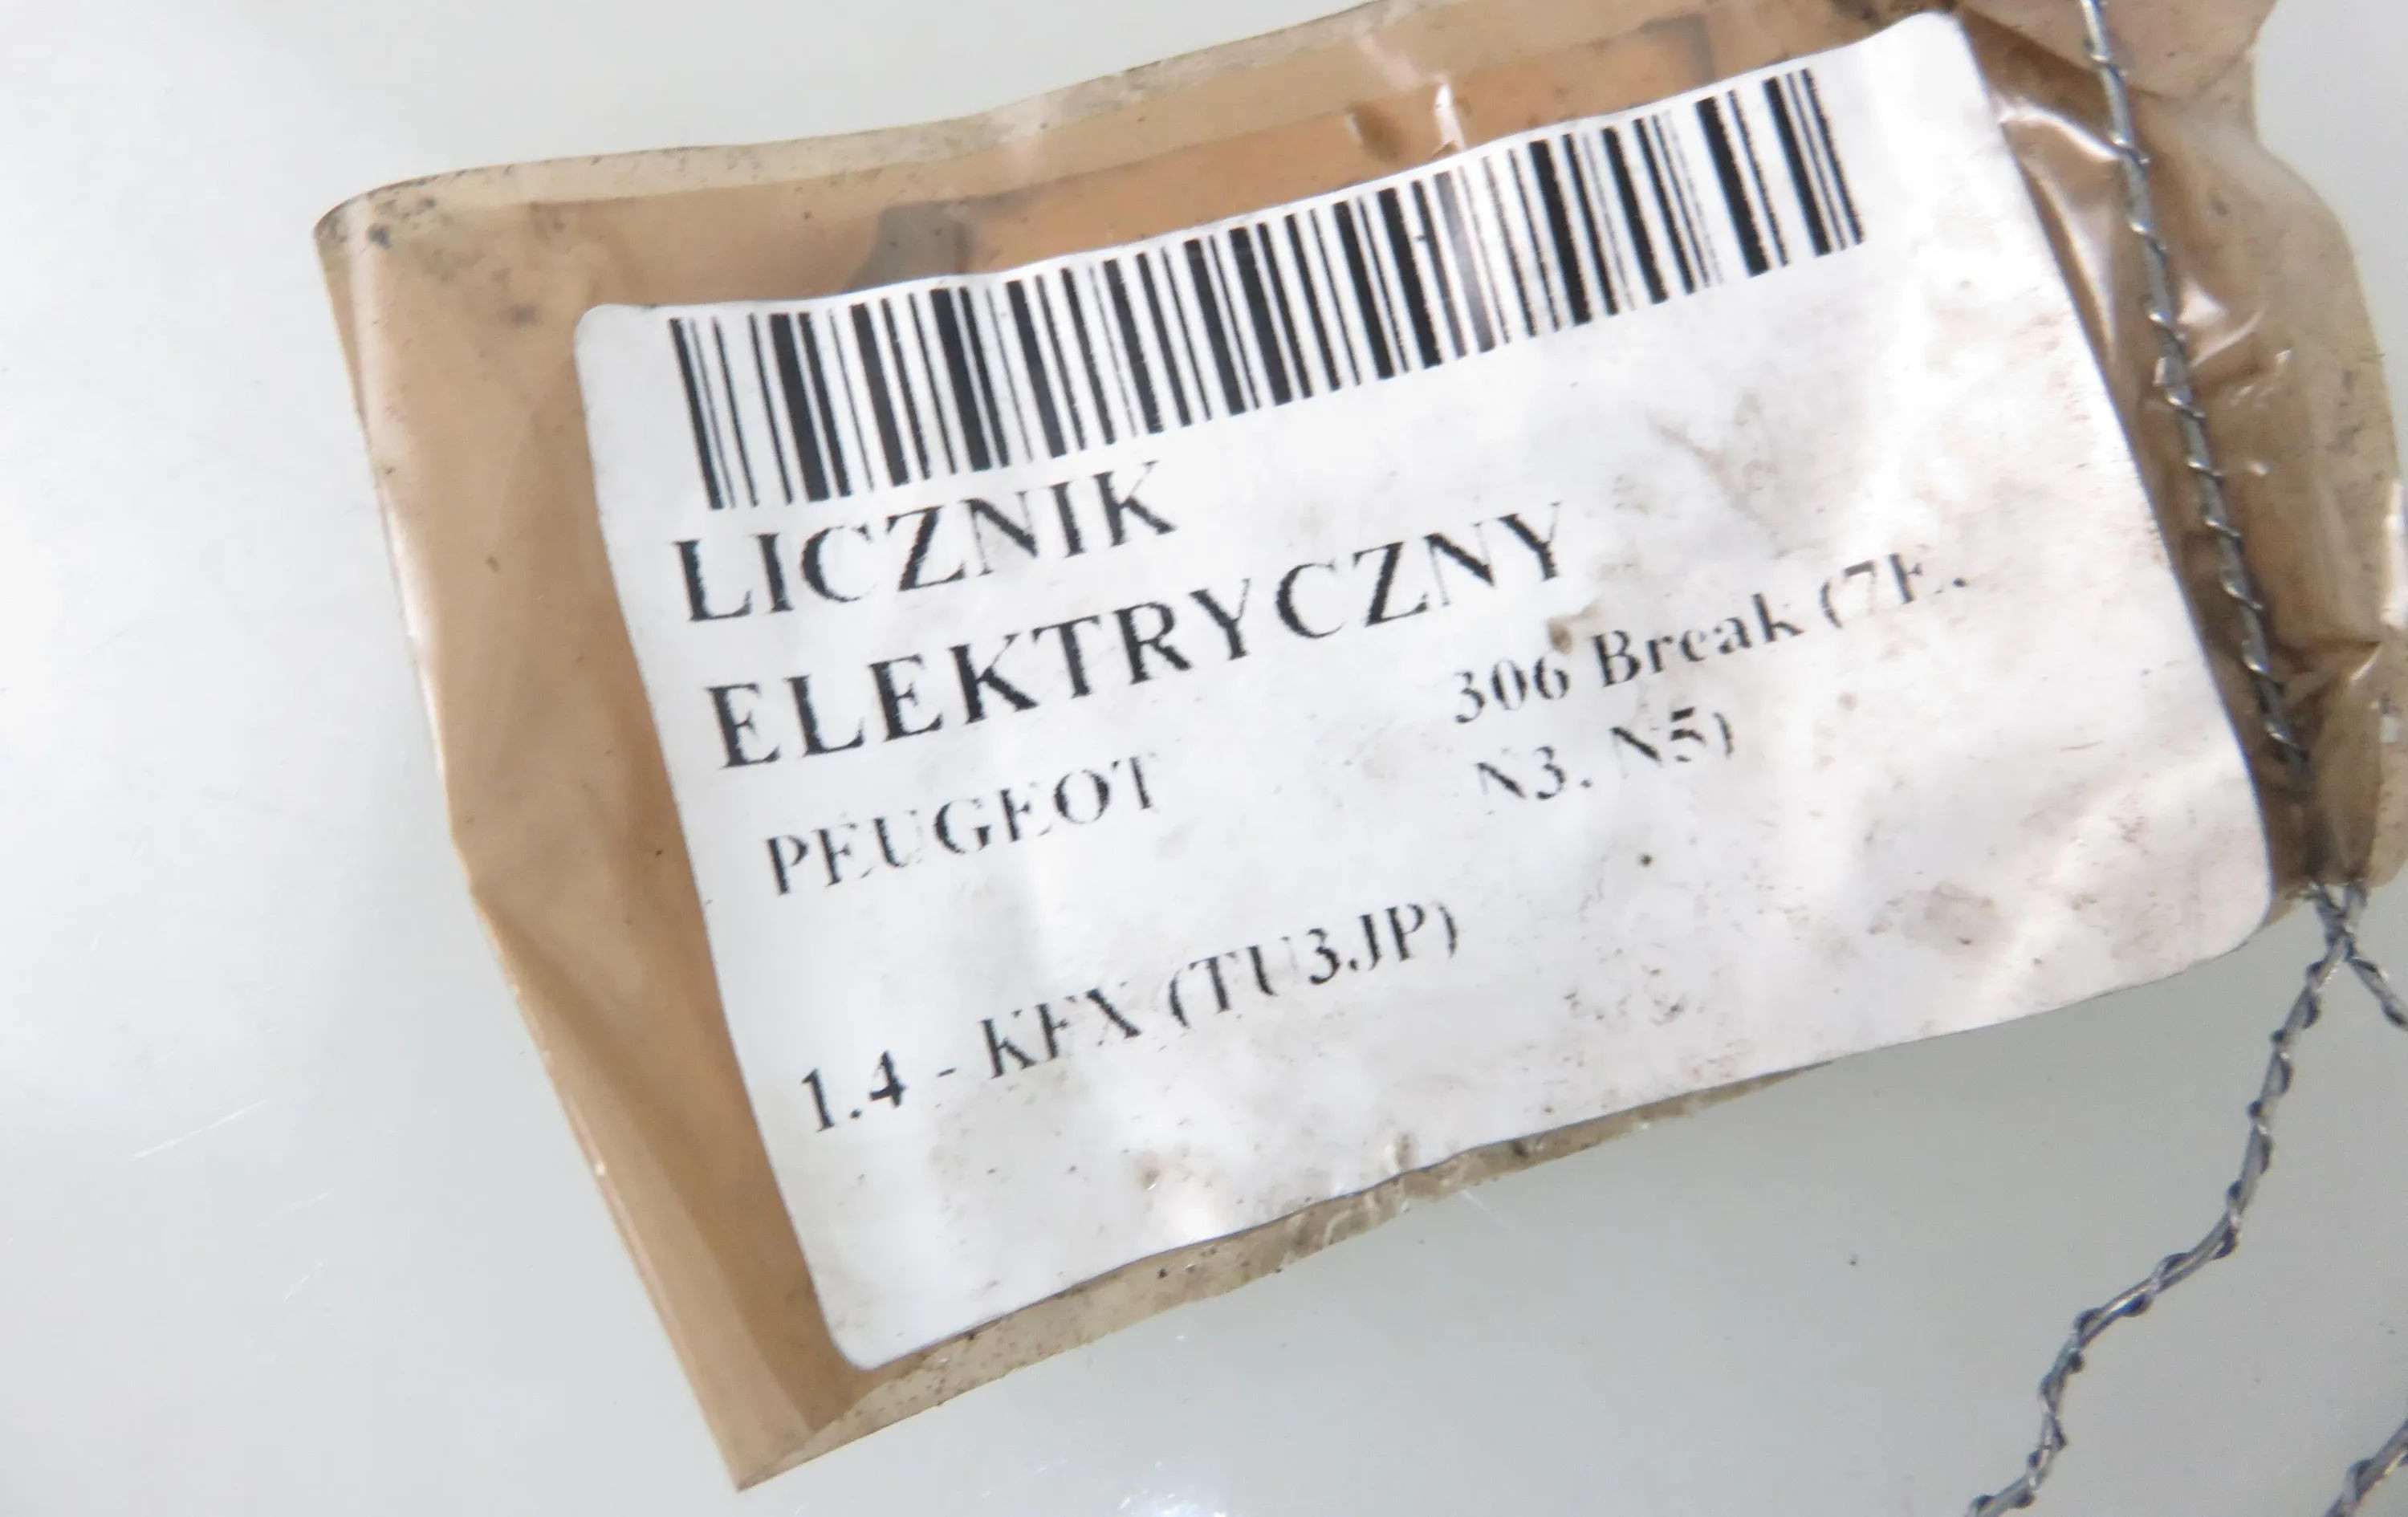 LICZNIK
ELEKTRYCZNY
PEUGEOT
306 Break (7E,
N3, N5)
1.4 - KFX (TU3JP)